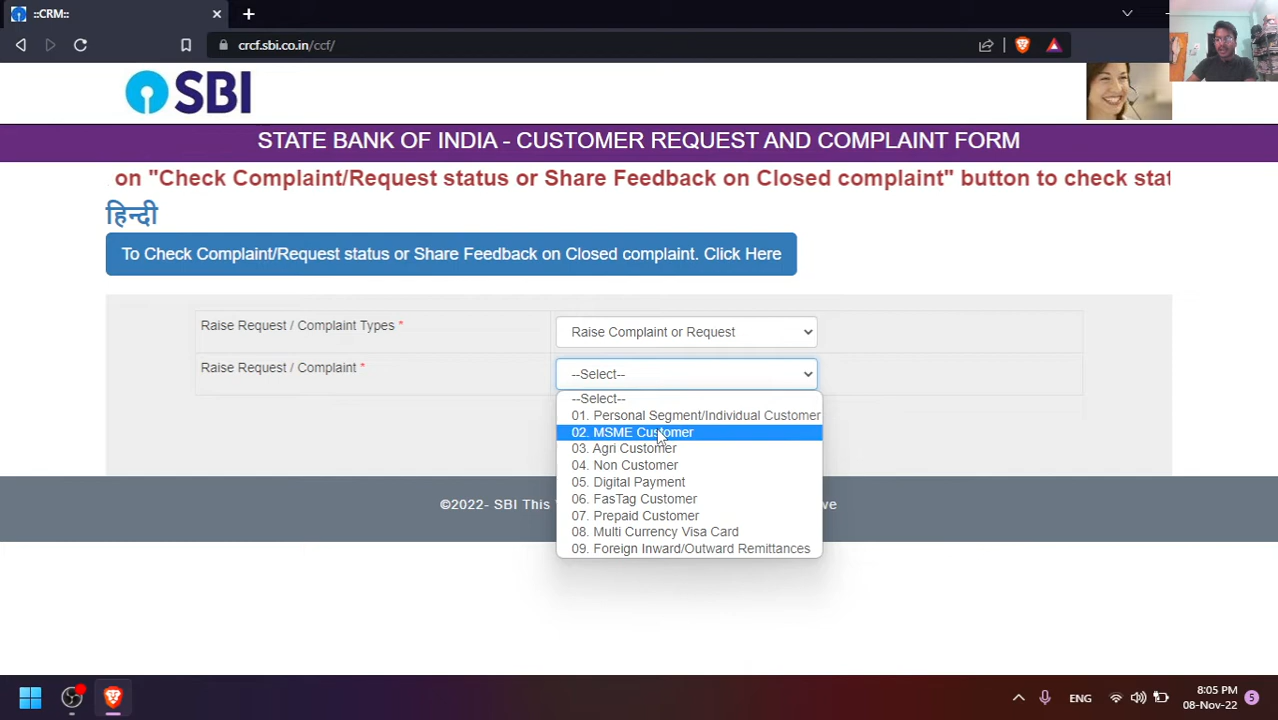 ::CRM::
crcf.sbi.co.in/ccf/
SBI
STATE BANK OF INDIA - CUSTOMER REQUEST AND COMPLAINT FORM
on "Check Complaint/Request status or Share Feedback on Closed complaint" button to check stat
हिन्दी
To Check Complaint/Request status or Share Feedback on Closed complaint. Click Here
Raise Request / Complaint Types *
Raise Complaint or Request
Raise Request / Complaint *
--Select--
--Select--
01. Personal Segment/Individual Customer
02. MSME Customer
03. Agri Customer
04. Non Customer
05. Digital Payment
06. FasTag Customer
07. Prepaid Customer
08. Multi Currency Visa Card
09. Foreign Inward/Outward Remittances
©2022- SBI This
ve
ENG
8:05 PM
08-Nov-22
5